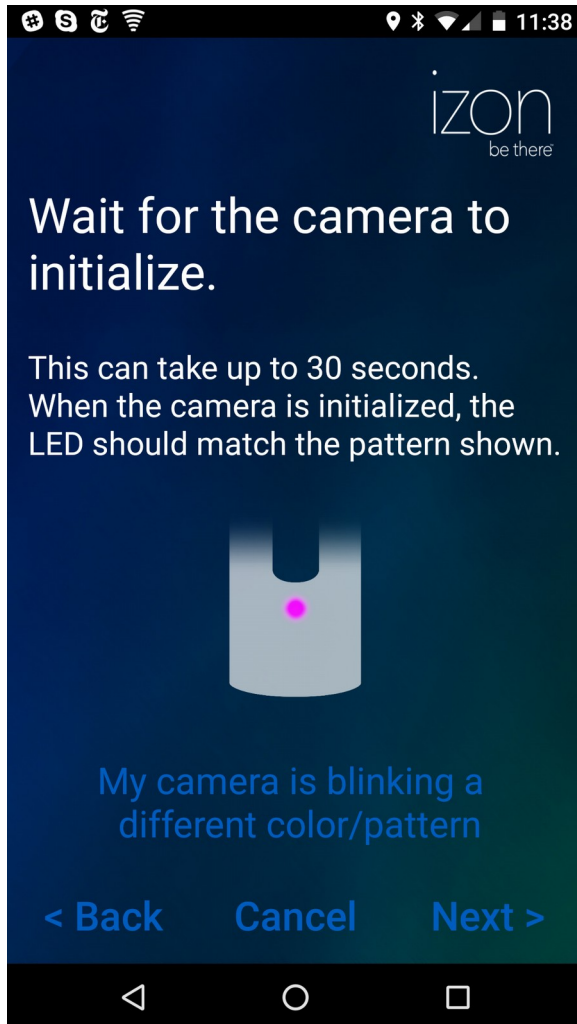 11:38
izon
be there
Wait for the camera to
initialize.
This can take up to 30 seconds.
When the camera is initialized, the
LED should match the pattern shown.
My camera is blinking a
different color/pattern
< Back Cancel Next >